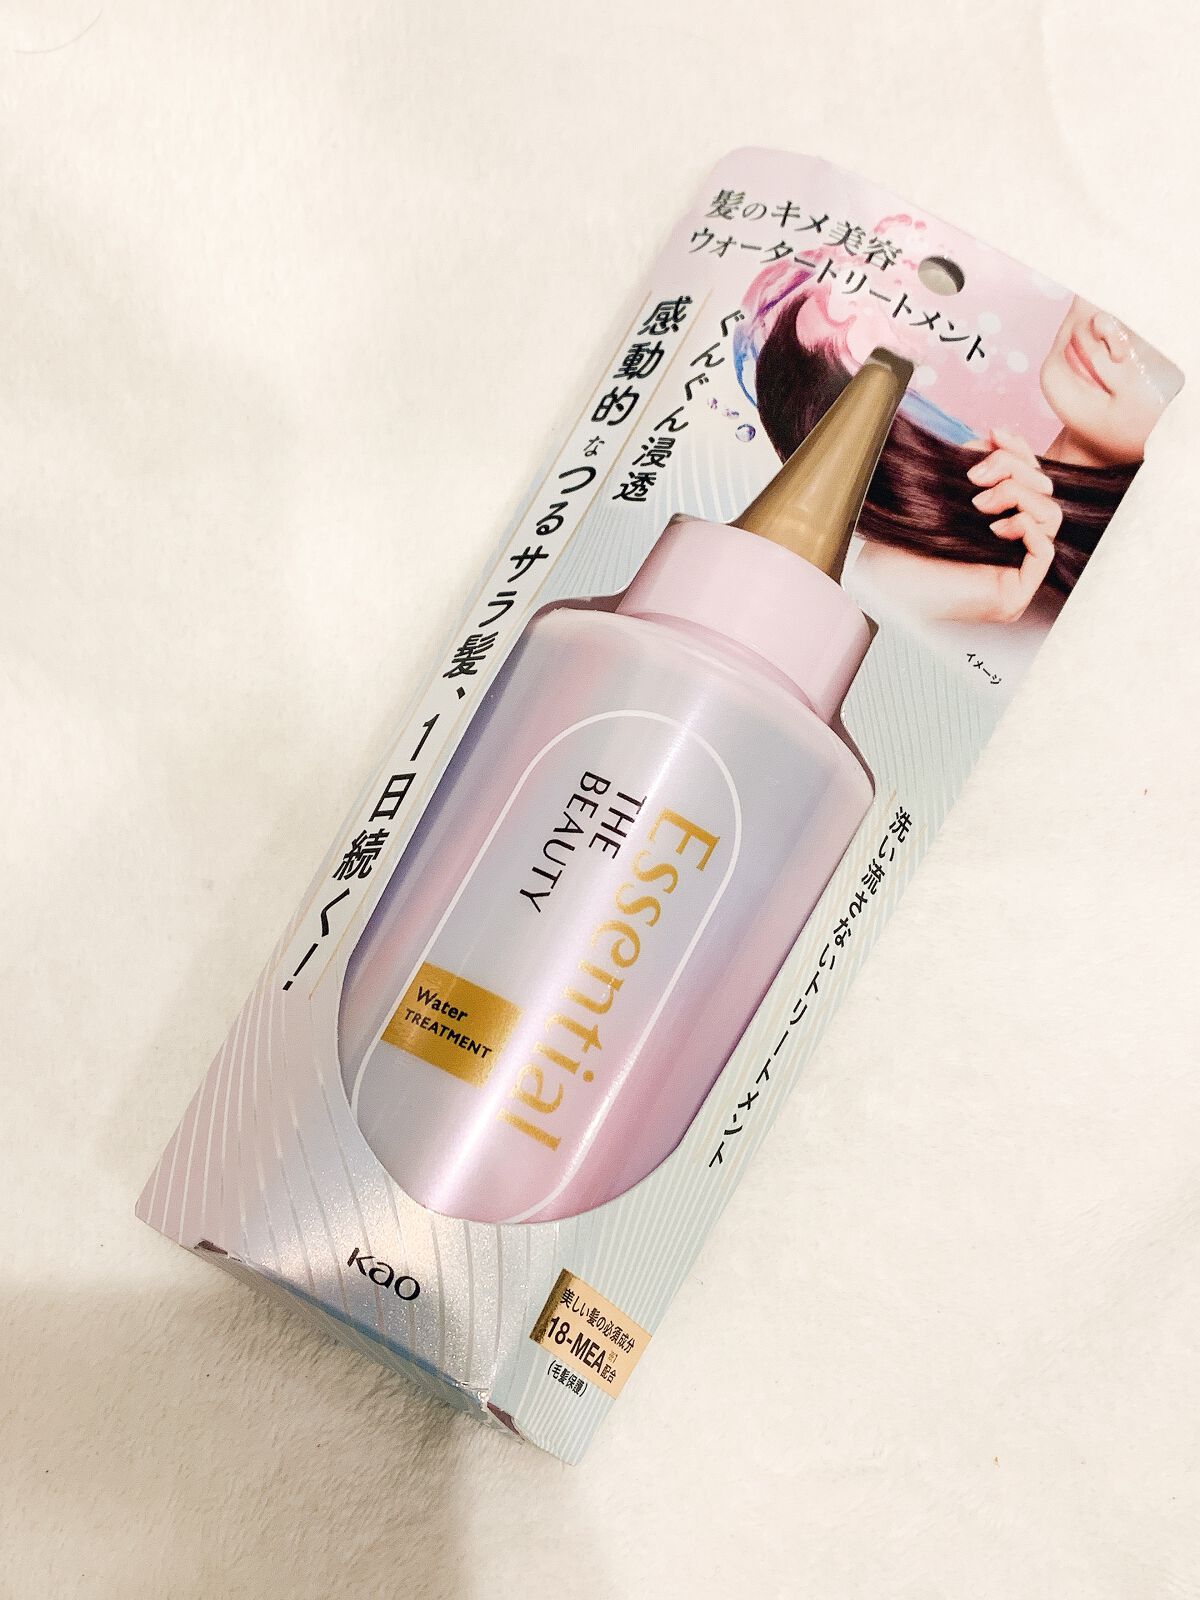 髪のキメ美容
ウォータートリートメント
ぐんぐん浸透
感動的なつるサラ髪、1日続く!
イメージ
洗い流さないトリートメント
Essential
THE
BEAUTY
Water
TREATMENT
Kao
美しい髪の必須成分
18-MEA※1配合
(毛髪保護)